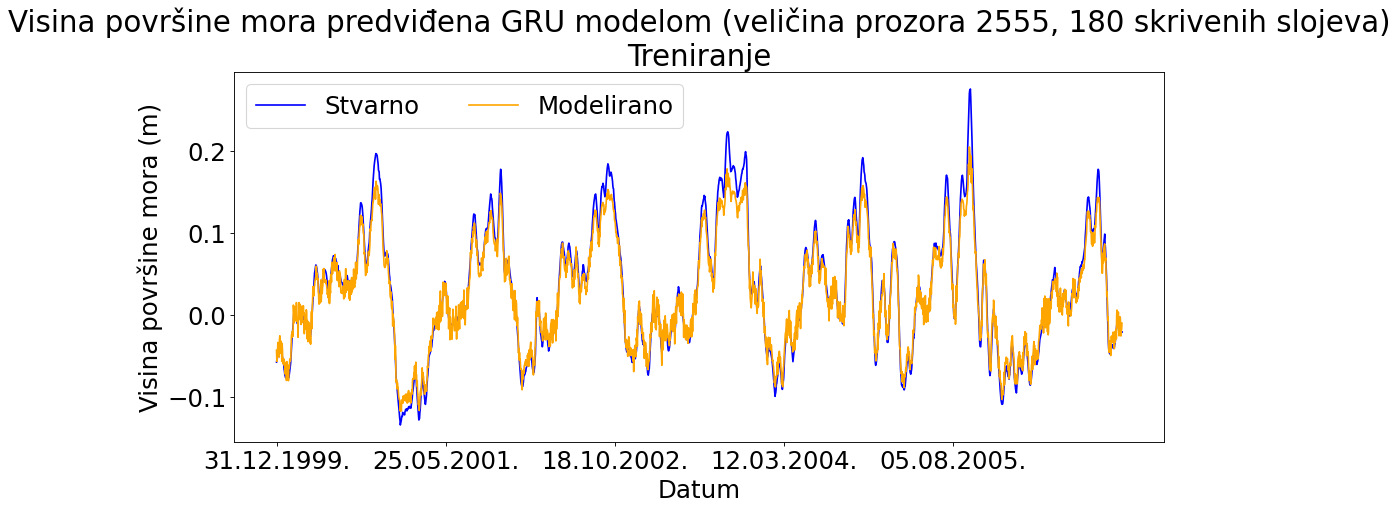 Visina površine mora predviđena GRU modelom (veličina prozora 2555, 180 skrivenih slojeva)
Treniranje
Stvarno
Modelirano
Visina površine mora (m)
0.2
0.1
0.0
−0.1
31.12.1999.
25.05.2001.
18.10.2002.
12.03.2004.
05.08.2005.
Datum